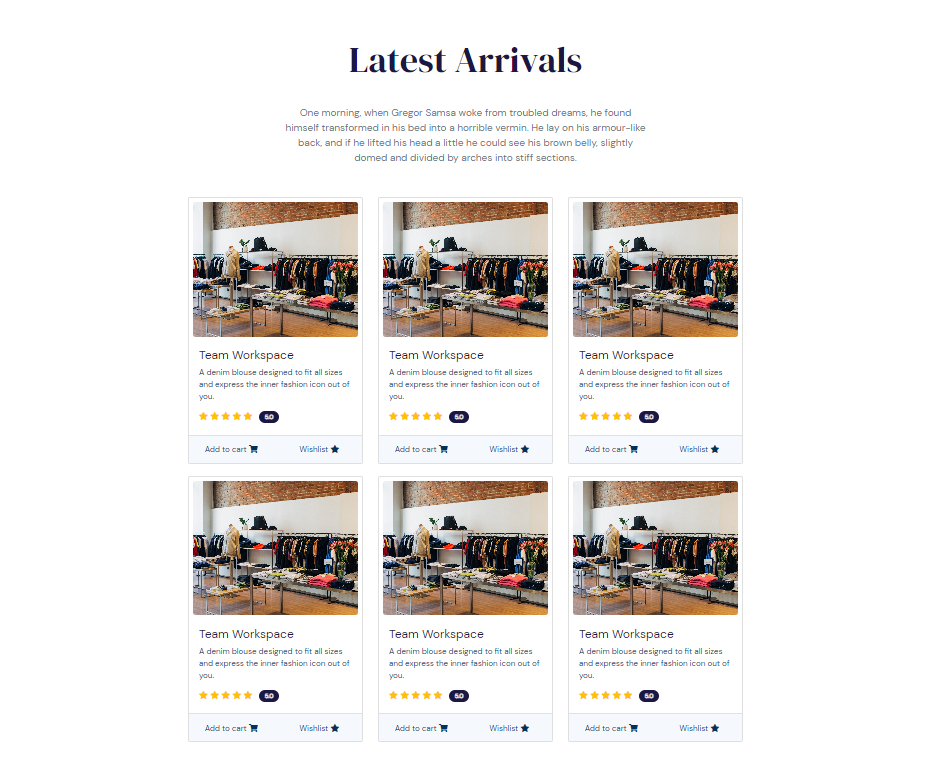 Latest Arrivals
One morning, when Gregor Samsa woke from troubled dreams, he found
himself transformed in his bed into a horrible vermin. He lay on his armour-like
back, and if he lifted his head a little he could see his brown belly, slightly
domed and divided by arches into stiff sections.
Team Workspace
A denim blouse designed to fit all sizes
and express the inner fashion icon out of
you.
5.0
Add to cart
Wishlist
Team Workspace
A denim blouse designed to fit all sizes
and express the inner fashion icon out of
you.
5.0
Add to cart
Wishlist
Team Workspace
A denim blouse designed to fit all sizes
and express the inner fashion icon out of
you.
5.0
Add to cart
Wishlist
Team Workspace
A denim blouse designed to fit all sizes
and express the inner fashion icon out of
you.
5.0
Add to cart
Wishlist
Team Workspace
A denim blouse designed to fit all sizes
and express the inner fashion icon out of
you.
5.0
Add to cart
Wishlist
Team Workspace
A denim blouse designed to fit all sizes
and express the inner fashion icon out of
you.
5.0
Add to cart
Wishlist